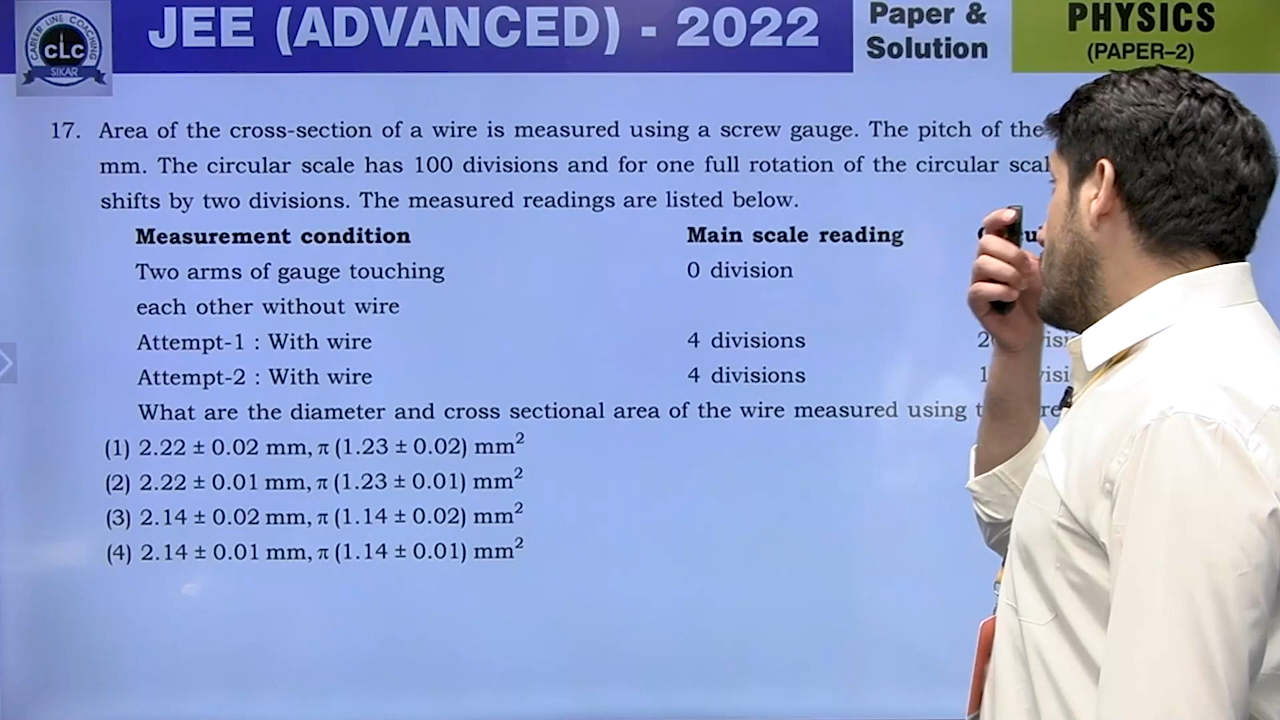 CAREER LINE COACHING
CLC
SIKAR
JEE (ADVANCED) - 2022
Paper &
Solution
PHYSICS
(PAPER–2)
17. Area of the cross-section of a wire is measured using a screw gauge. The pitch of the
mm. The circular scale has 100 divisions and for one full rotation of the circular
shifts by two divisions. The measured readings are listed below.
Measurement condition Main scale reading
Two arms of gauge touching 0 division
each other without wire
Attempt-1 : With wire 4 divisions
Attempt-2 : With wire 4 divisions
What are the diameter and cross sectional area of the wire measured using
(1) 2.22 ± 0.02 mm, π (1.23 ± 0.02) mm²
(2) 2.22 ± 0.01 mm, π (1.23 ± 0.01) mm²
(3) 2.14 ± 0.02 mm, π (1.14 ± 0.02) mm²
(4) 2.14 ± 0.01 mm, π (1.14 ± 0.01) mm²